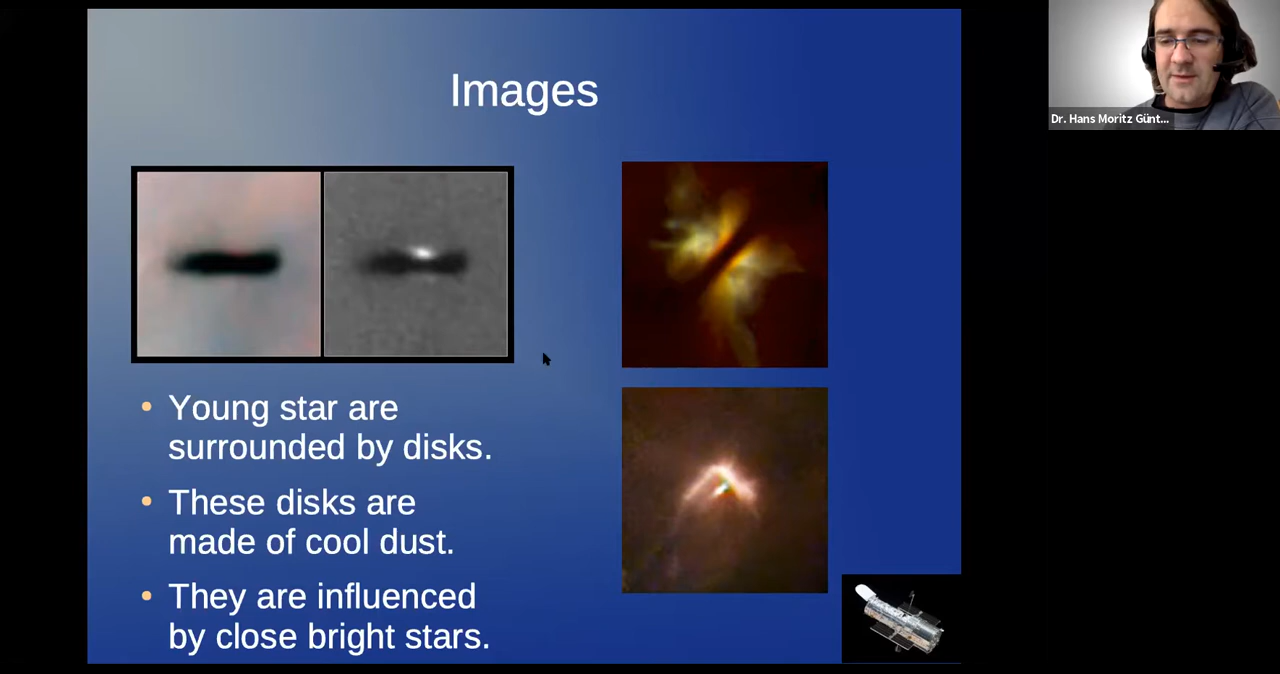 Images
Dr. Hans Moritz Günt...
• Young star are
surrounded by disks.
• These disks are
made of cool dust.
• They are influenced
by close bright stars.